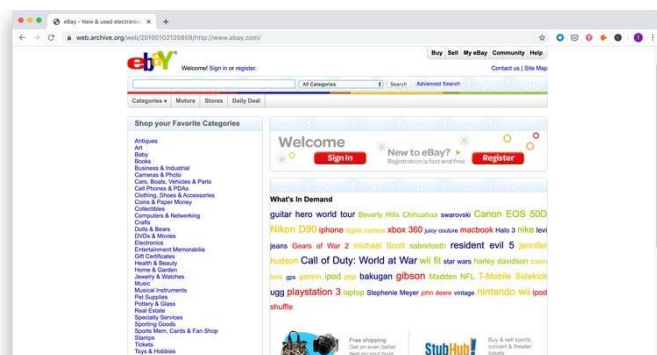 eBay - New & used electronics
web.archive.org/web/20100102125659/http://www.ebay.com/
Buy Sell My eBay Community Help
ebY
Welcome! Sign in or register.
Contact us | Site Map
All Categories
Search
Advanced Search
Categories Motors Stores Daily Deal
Shop your Favorite Categories
Antiques
Art
Baby
Books
Business & Industrial
Cameras & Photo
Cars, Boats, Vehicles & Parts
Cell Phones & PDAs
Clothing, Shoes & Accessories
Coins & Paper Money
Collectibles
Computers & Networking
Crafts
Dolls & Bears
DVDs & Movies
Electronics
Entertainment Memorabilia
Gift Certificates
Health & Beauty
Home & Garden
Jewelry & Watches
Music
Musical Instruments
Pet Supplies
Pottery & Glass
Real Estate
Specialty Services
Sporting Goods
Sports Mem, Cards & Fan Shop
Stamps
Tickets
Toys & Hobbies
Welcome
Sign in
New to eBay?
Registration is fast and free
Register
What's In Demand
guitar hero world tour Beverly Hills Chihuahua swarovski Canon EOS 50D
Nikon D90 iphone digital camera xbox 360 juicy couture macbook Halo 3 nike levi
jeans Gears of War 2 michael Scott sabretooth resident evil 5 jennifer
hudson Call of Duty: World at War wii fit star wars harley davidson zoom
lens gps garmin ipod psp bakugan gibson Madden NFL T-Mobile Sidekick
ugg playstation 3 laptop Stephenie Meyer john deere vintage nintendo wii ipod
shuffle
Free shipping
Get an even better
deal on your bush
StubHub!
Buy & sell sports,
concert & theater
tickets